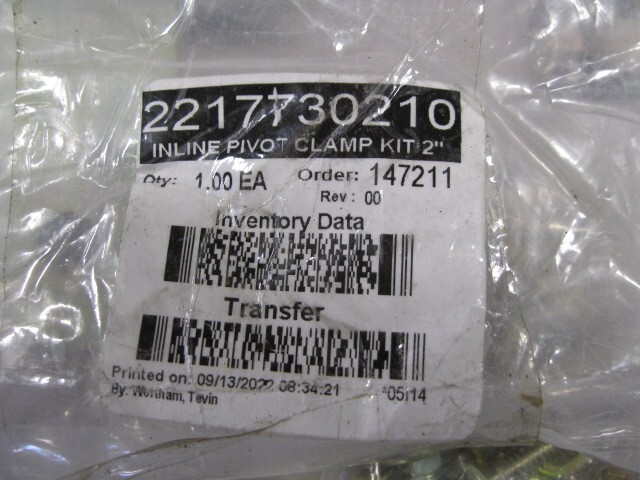 2217730210
INLINE PIVOT CLAMP KIT 2"
Qty: 1.00 EA Order: 147211
Rev: 00
Inventory Data
Transfer
Printed on: 09/13/2022 08:34:21 *05/14
By: Wortham, Tevin